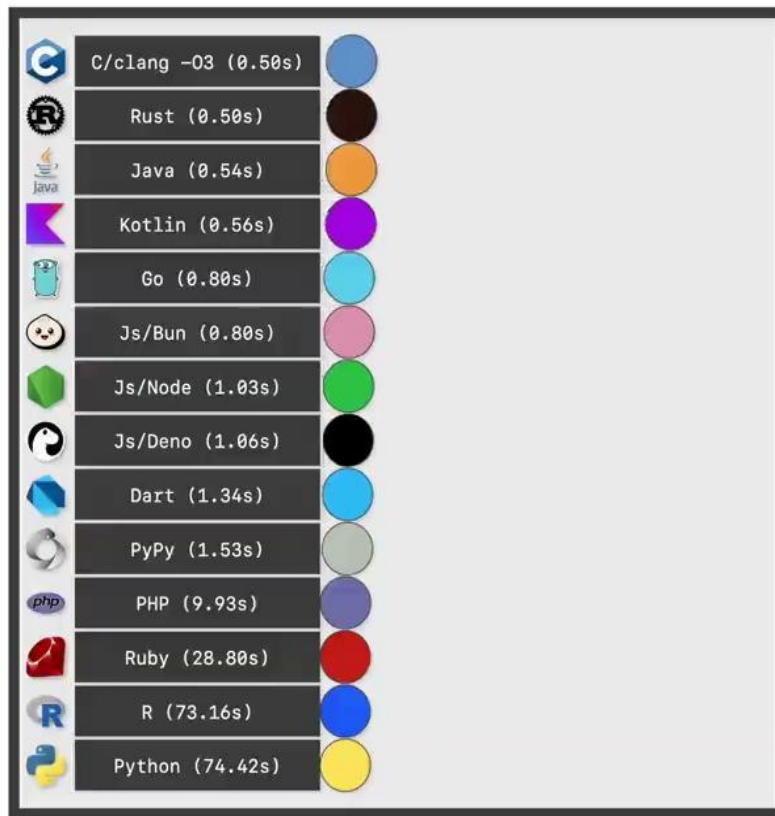 C/clang -O3 (0.50s)
Rust (0.50s)
Java (0.54s)
Java
Kotlin (0.56s)
Go (0.80s)
Js/Bun (0.80s)
Js/Node (1.03s)
Js/Deno (1.06s)
Dart (1.34s)
PyPy (1.53s)
php PHP (9.93s)
Ruby (28.80s)
R R (73.16s)
Python (74.42s)